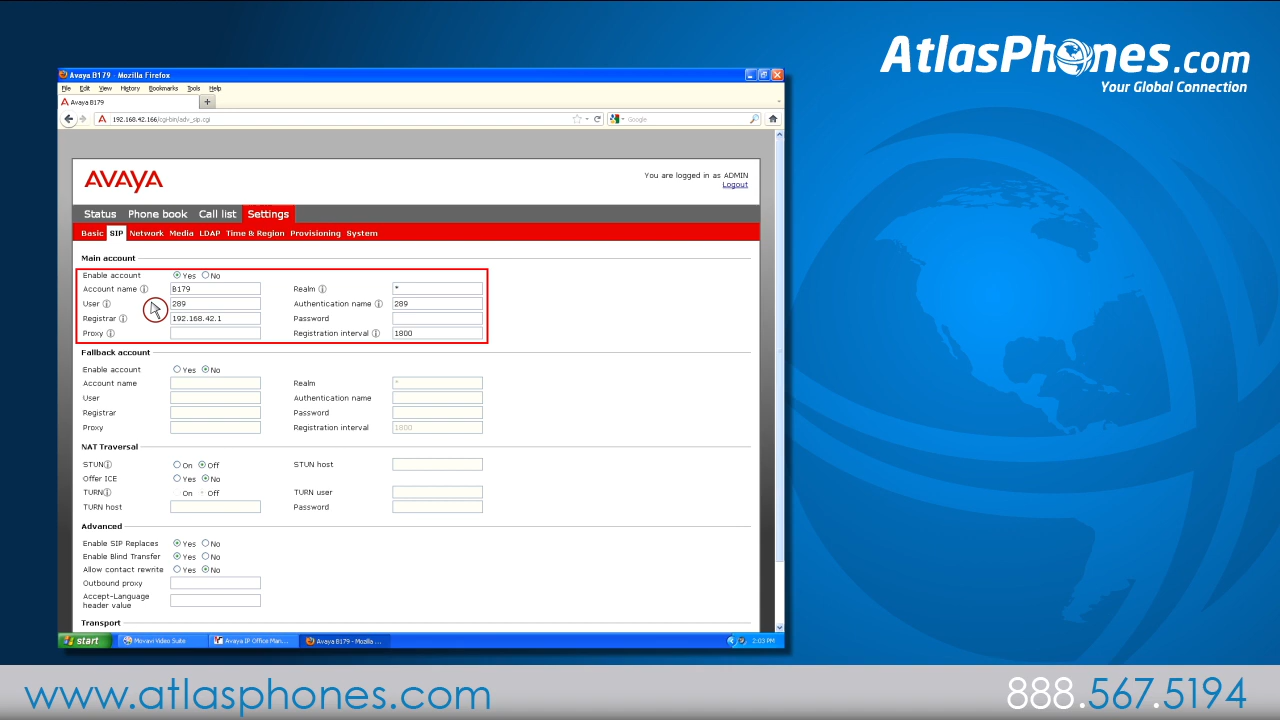 AtlasPhones.com
Your Global Connection
Avaya B179 - Mozilla Firefox
File Edit View History Bookmarks Tools Help
Avaya B179 +
192.168.42.166/cgi-bin/adv_sip.cgi Google
AVAYA
You are logged in as ADMIN
Logout
Status Phone book Call list Settings
Basic SIP Network Media LDAP Time & Region Provisioning System
Main account
Enable account Yes No
Account name B179 Realm *
User 289 Authentication name 289
Registrar 192.168.42.1 Password
Proxy Registration interval 1800
Fallback account
Enable account Yes No
Account name Realm *
User Authentication name
Registrar Password
Proxy Registration interval 1800
NAT Traversal
STUN On Off STUN host
Offer ICE Yes No
TURN On Off TURN user
TURN host Password
Advanced
Enable SIP Replaces Yes No
Enable Blind Transfer Yes No
Allow contact rewrite Yes No
Outbound proxy
Accept-Language
header value
Transport
start Movavi Video Suite Avaya IP Office Man... Avaya B179 - Mozilla ... 2:03 PM
www.atlasphones.com 888.567.5194